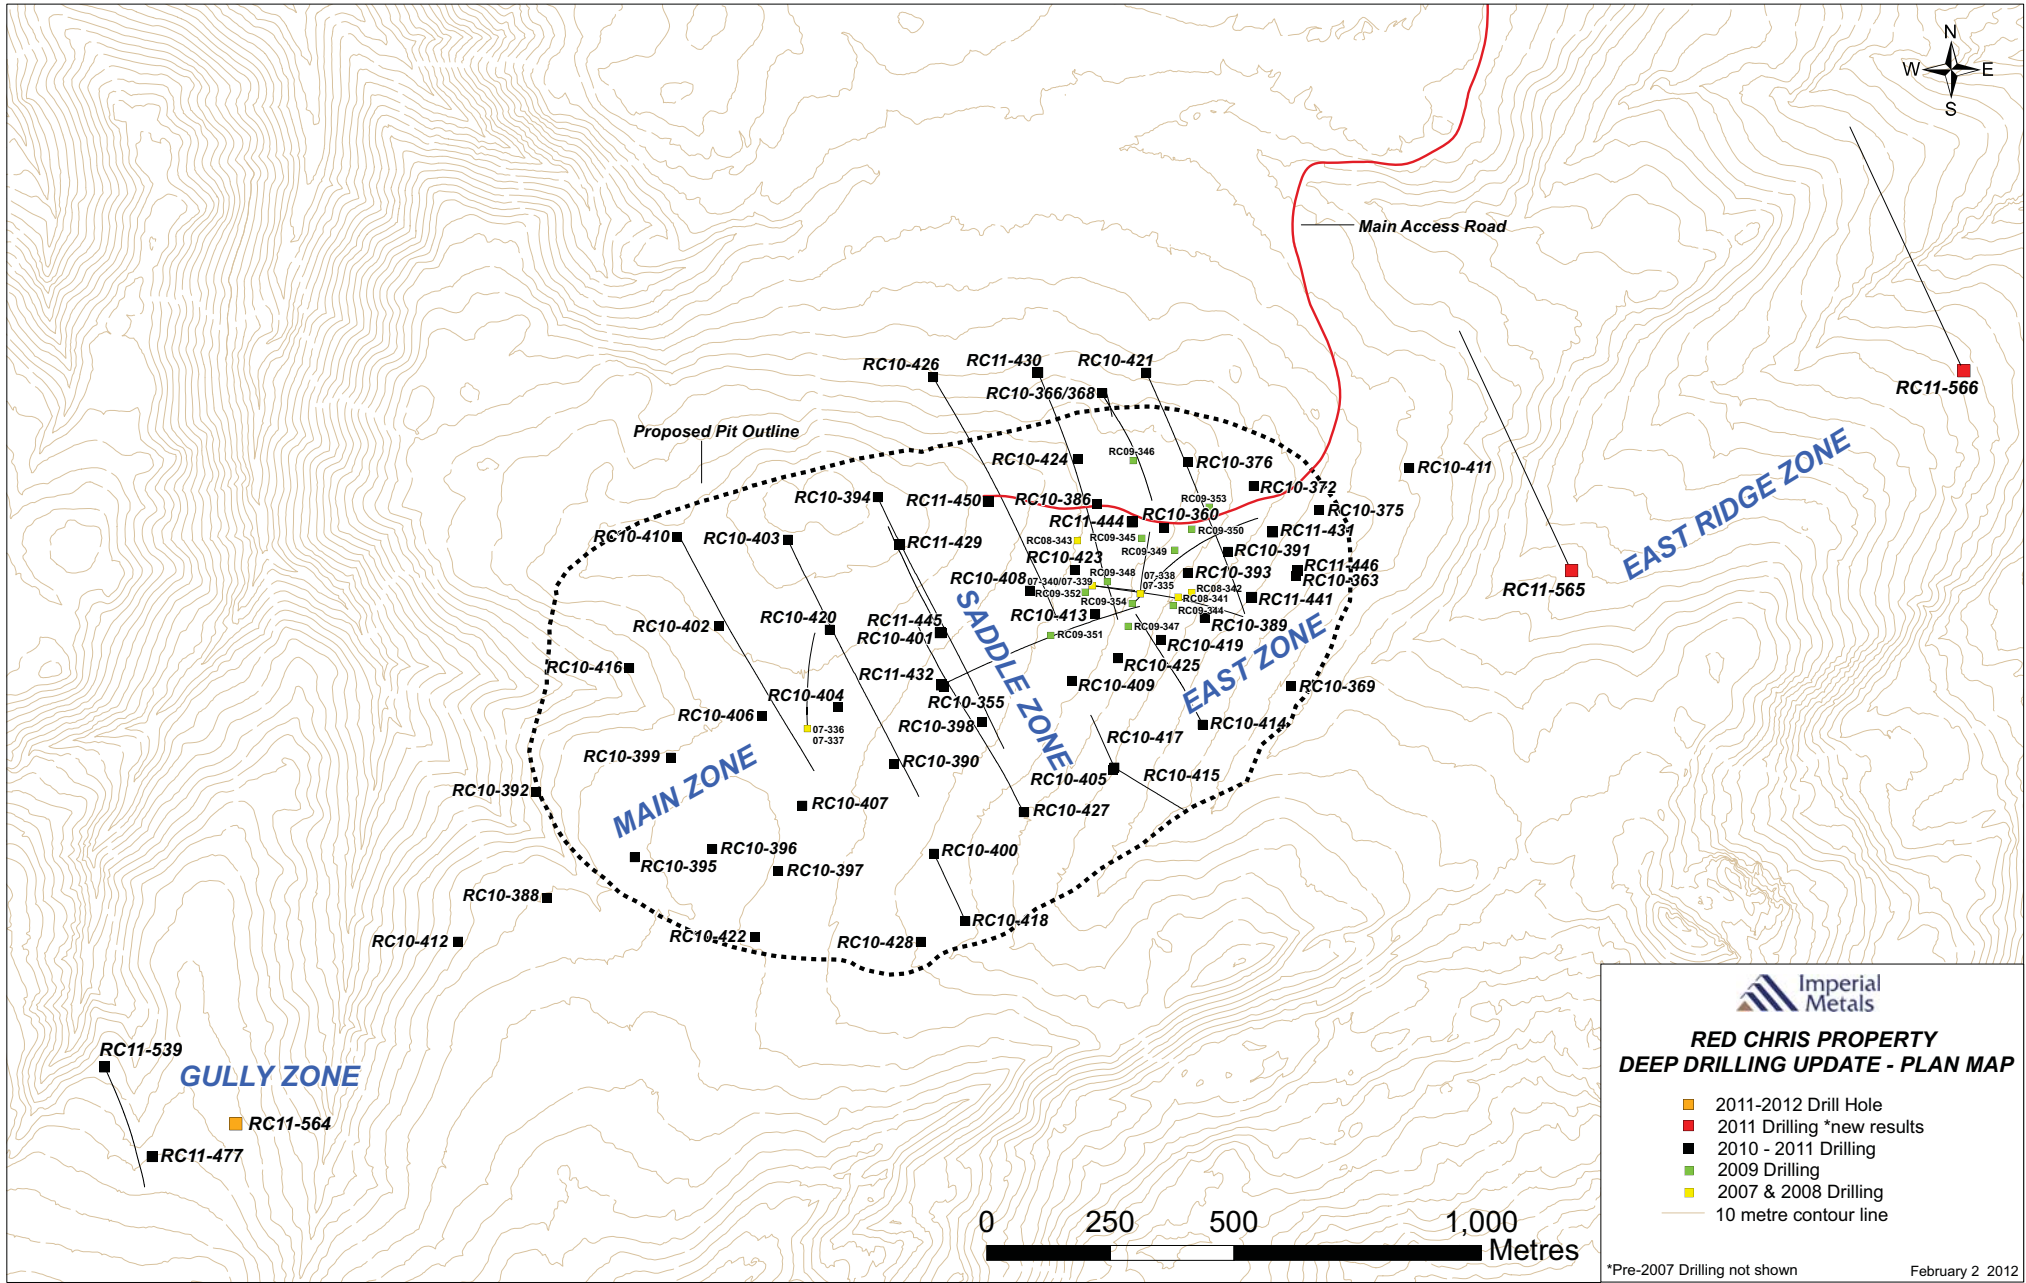 N
W E
S
Main Access Road
RC11-566
RC10-426
RC11-430
RC10-421
RC10-366/368
Proposed Pit Outline
RC10-424
RC09-346
RC10-376
RC10-411
RC10-394
RC11-450
RC10-386
RC09-353
RC10-372
RC10-375
RC11-444
RC10-360
RC11-431
RC10-410
RC10-403
RC11-429
RC08-343
RC09-345
RC09-350
RC09-349
RC10-391
RC10-423
RC11-446
RC10-363
RC10-408
RC09-348
07-340/07-339
07-338
07-335
RC10-393
RC08-342
RC08-341
RC11-441
RC11-565
EAST RIDGE ZONE
RC09-352
RC09-354
RC09-344
RC10-413
RC10-389
RC10-402
RC10-420
RC11-445
RC10-401
RC09-351
RC09-347
RC10-419
RC10-416
RC11-432
SADDLE ZONE
RC10-425
EAST ZONE
RC10-404
RC10-355
RC10-409
RC10-369
RC10-406
RC10-398
RC10-414
07-336
07-337
RC10-417
RC10-399
RC10-390
RC10-405
RC10-415
RC10-392
MAIN ZONE
RC10-407
RC10-427
RC10-396
RC10-400
RC10-395
RC10-397
RC10-388
RC10-418
RC10-412
RC10-422
RC10-428
RC11-539
GULLY ZONE
RC11-564
RC11-477
0 250 500 1,000
Metres
Imperial
Metals
RED CHRIS PROPERTY
DEEP DRILLING UPDATE - PLAN MAP
2011-2012 Drill Hole
2011 Drilling *new results
2010 - 2011 Drilling
2009 Drilling
2007 & 2008 Drilling
10 metre contour line
*Pre-2007 Drilling not shown
February 2 2012